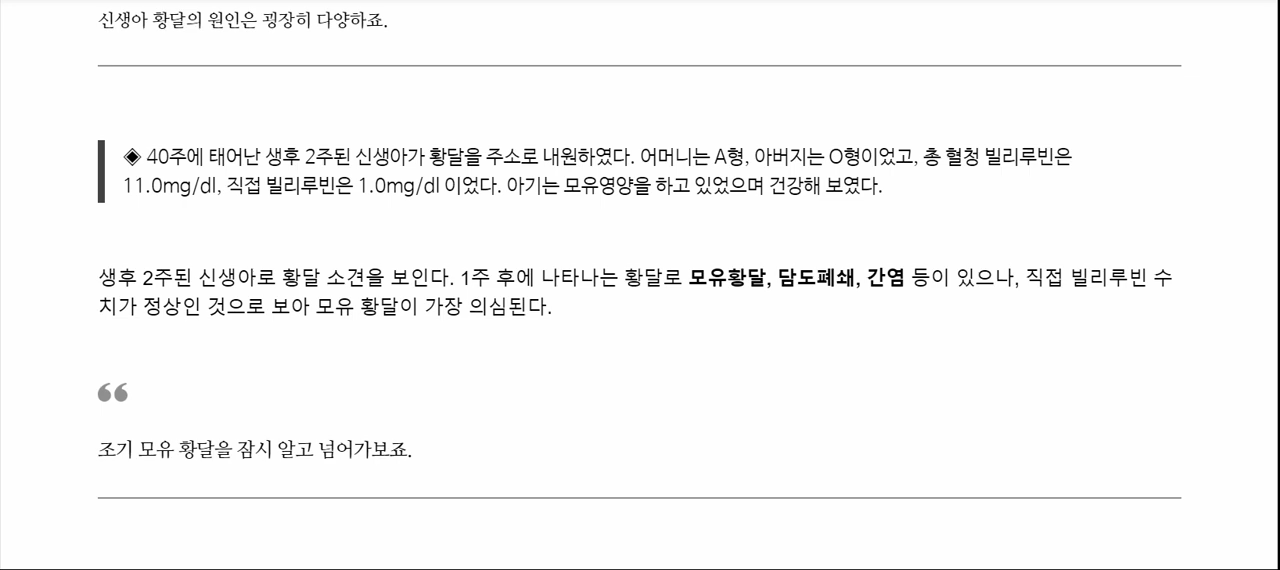 신생아 황달의 원인은 굉장히 다양하죠.
◈ 40주에 태어난 생후 2주된 신생아가 황달을 주소로 내원하였다. 어머니는 A형, 아버지는 O형이었고, 총 혈청 빌리루빈은
11.0mg/dl, 직접 빌리루빈은 1.0mg/dl 이었다. 아기는 모유영양을 하고 있었으며 건강해 보였다.
생후 2주된 신생아로 황달 소견을 보인다. 1주 후에 나타나는 황달로 모유황달, 담도폐쇄, 간염 등이 있으나, 직접 빌리루빈 수
치가 정상인 것으로 보아 모유 황달이 가장 의심된다.
“
조기 모유 황달을 잠시 알고 넘어가보죠.